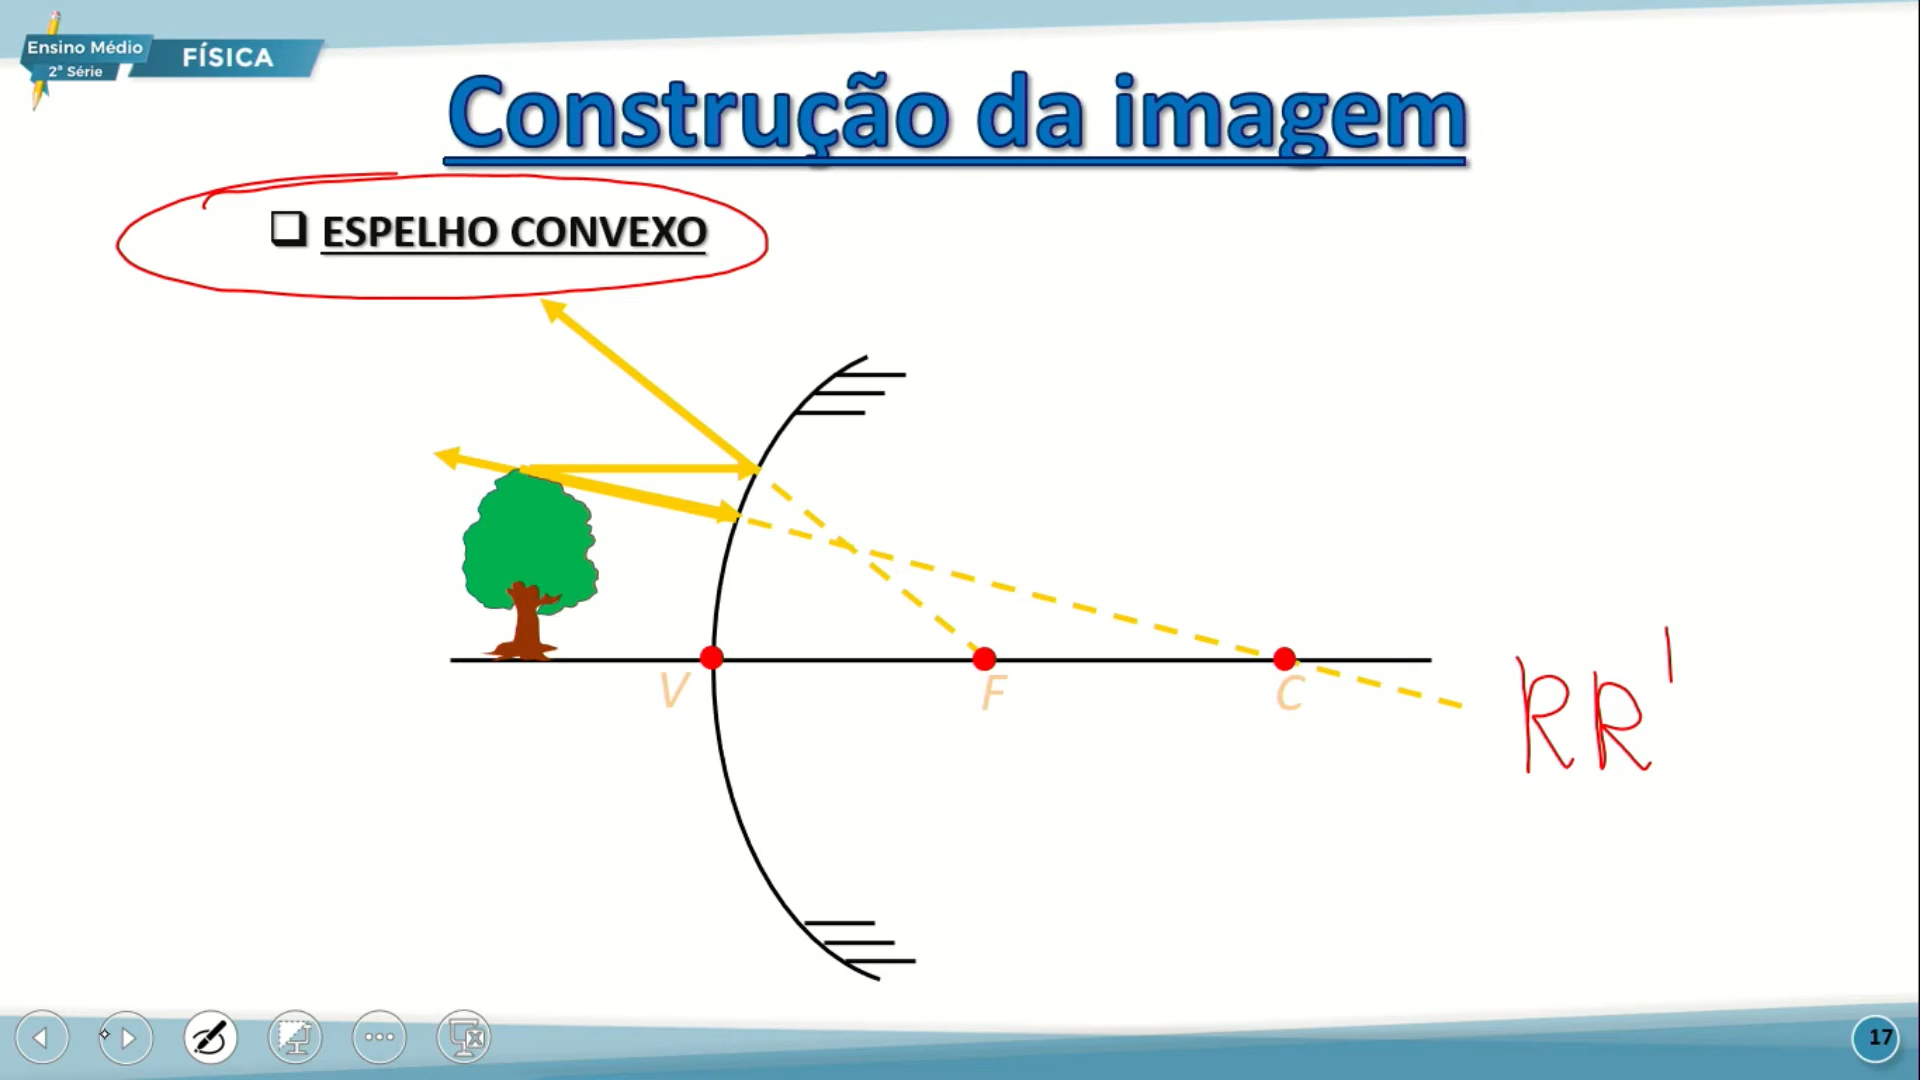 Ensino Médio
2ª Série
FÍSICA
Construção da imagem
ESPELHO CONVEXO
V
F
C
RR'
17